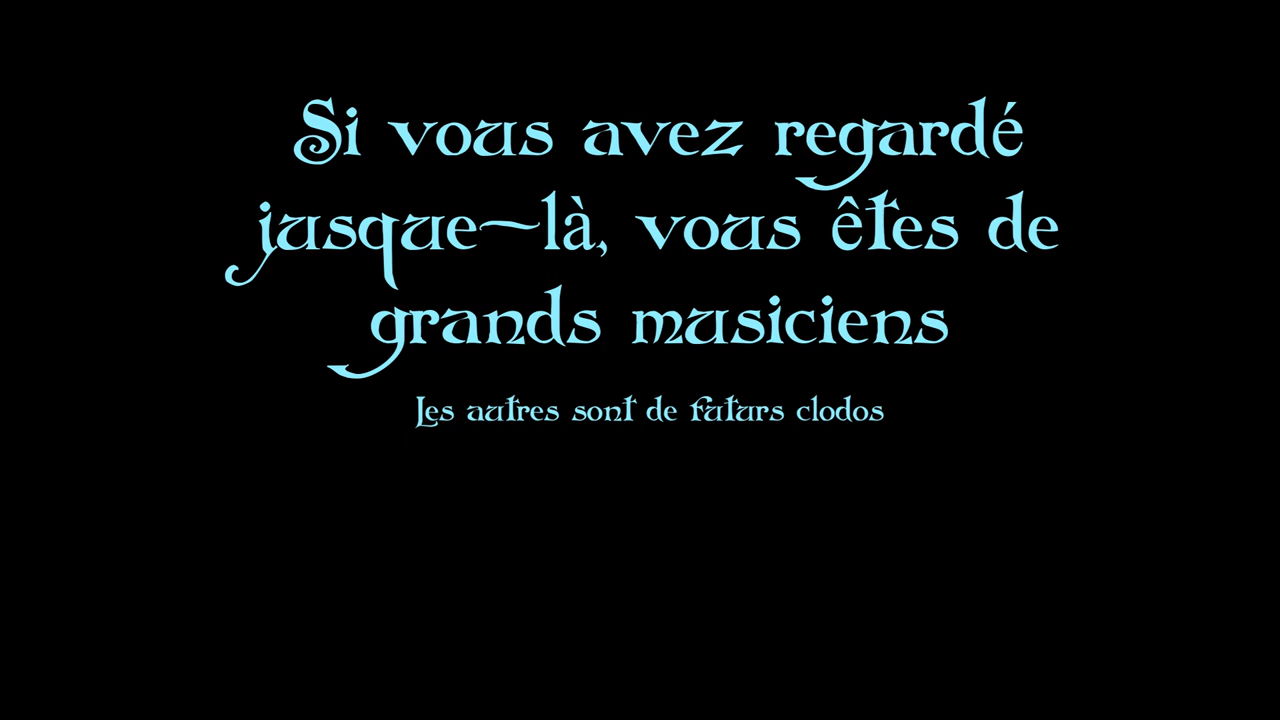 Si vous avez regardé
jusque~là, vous êtes de
grands musiciens
Les autres sont de futurs clodos